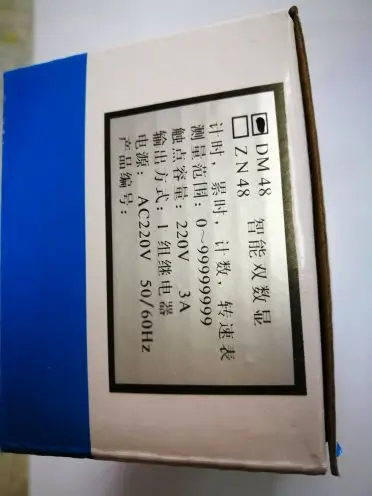 DM48 智能双数显
ZN48
计时，累时，计数，转速表
测量范围：0～99999999
触点容量：220V 3A
输出方式：1组继电器
电源：AC220V 50/60Hz
产品编号：